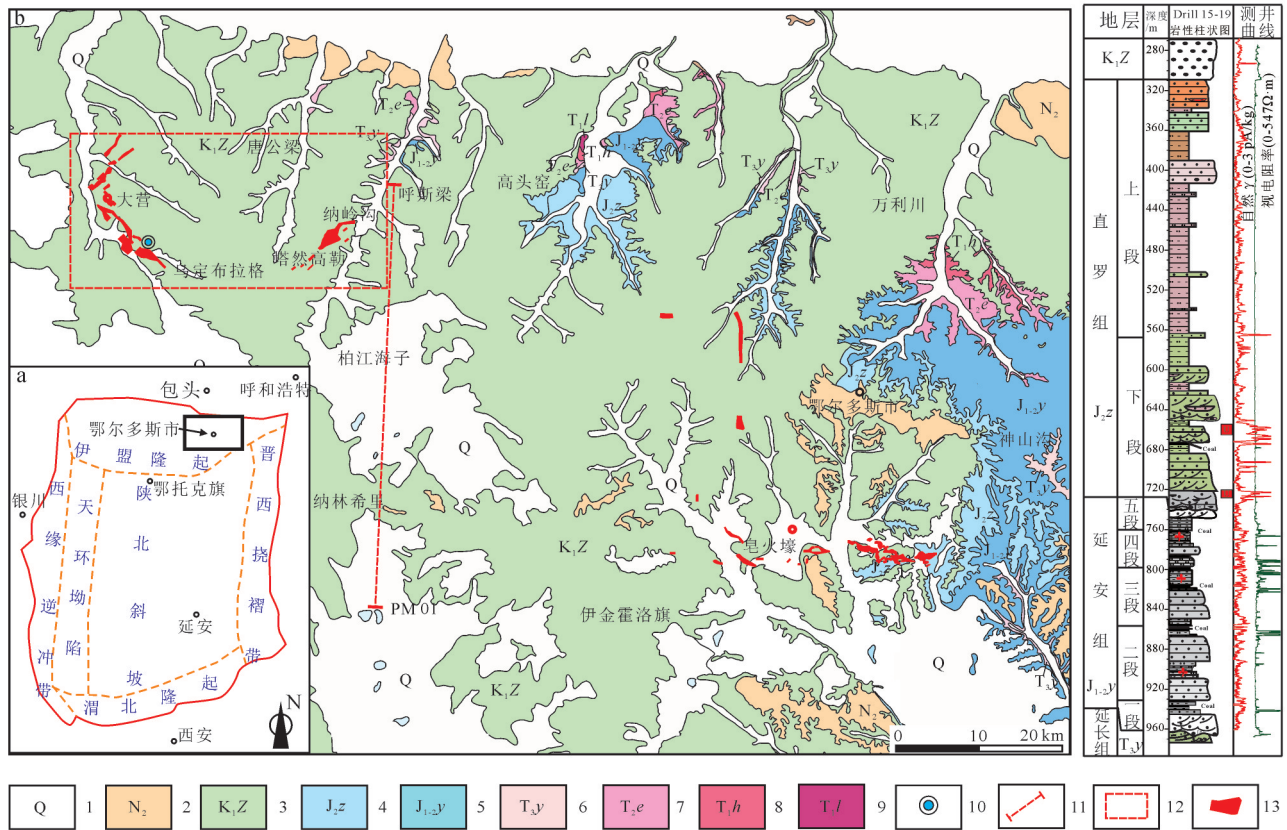 b
Q
K₁Z
唐公梁
大营
乌定布拉格
T₂e
T₃y
J₁₋₂y
呼斯梁
纳岭沟
塔然高勒
高头窑
T₁l
T₁h
T₂e
T₂e
J₁₋₂y
T₃y
J₂z
Q
T₃y
T₃y
T₂
K₁Z
万利川
Q
N₂
T₁h
T₂e
柏江海子
Q
纳林希里
PM 01
Q
K₁Z
K₁Z
Q
鄂尔多斯市
J₁₋₂y
神山沟
T₃y
皂火壕
伊金霍洛旗
N₂
Q
T₃y
0 10 20 km
a
包头
呼和浩特
鄂尔多斯市
伊盟隆起
鄂托克旗
银川
西缘逆冲带
天环坳陷
陕北斜坡
晋西挠褶带
延安
渭北隆起
西安
N
地层
深度/m
Drill 15-19
岩性柱状图
测井
曲线
自然γ(0-3 pA/kg)
视电阻率(0-547Ω·m)
K₁Z
直罗组
J₂z
上段
下段
延安组
J₁₋₂y
五段
四段
三段
二段
一段
延长组
T₃y
280
320
360
400
440
480
520
560
600
640
680
720
760
800
840
880
920
960
Coal
Coal
Coal
Coal
Coal
Q 1
N₂ 2
K₁Z 3
J₂z 4
J₁₋₂y 5
T₃y 6
T₂e 7
T₁h 8
T₁l 9
10
11
12
13